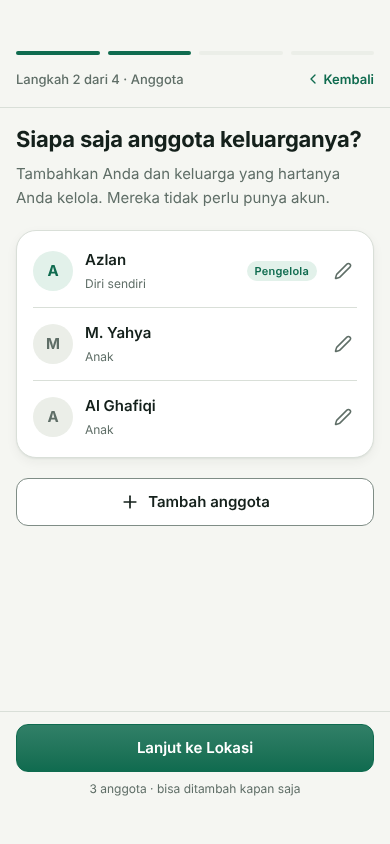 Langkah 2 dari 4 · Anggota
Kembali
Siapa saja anggota keluarganya?
Tambahkan Anda dan keluarga yang hartanya
Anda kelola. Mereka tidak perlu punya akun.
A
Azlan
Diri sendiri
Pengelola
M
M. Yahya
Anak
A
Al Ghafiqi
Anak
Tambah anggota
Lanjut ke Lokasi
3 anggota · bisa ditambah kapan saja